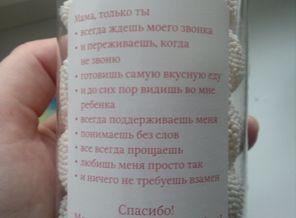 Мама, только ты
• всегда ждешь моего звонка
• и переживаешь, когда
не звоню
• готовишь самую вкусную еду
• и до сих пор видишь во мне
ребенка
• всегда поддерживаешь меня
• понимаешь без слов
• все всегда прощаешь
• любишь меня просто так
• и ничего не требуешь взамен
Спасибо!